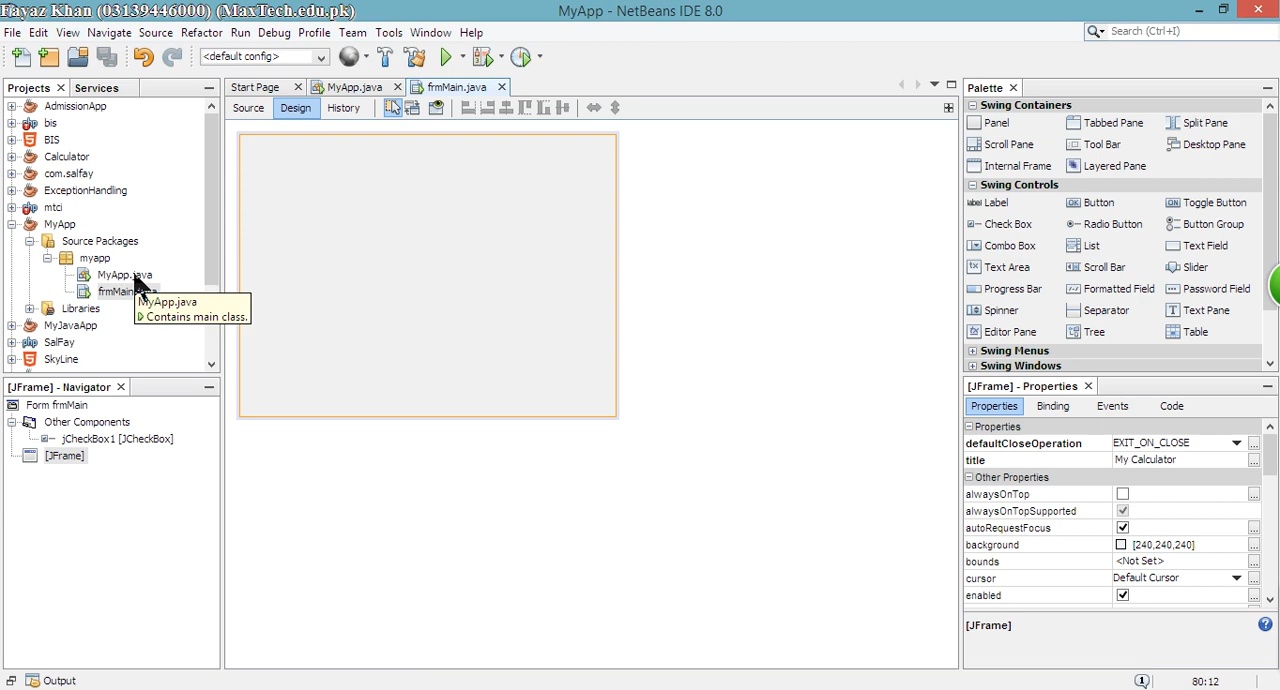 Fayaz Khan (03139446000) (MaxTech.edu.pk)
MyApp - NetBeans IDE 8.0
File Edit View Navigate Source Refactor Run Debug Profile Team Tools Window Help
Search (Ctrl+I)
<default config>
Projects Services
Start Page MyApp.java frmMain.java
Palette
Source Design History
AdmissionApp
bis
BIS
Calculator
com.salfay
ExceptionHandling
mtci
MyApp
Source Packages
myapp
MyApp.java
MyApp.java
Contains main class.
Libraries
MyJavaApp
SalFay
SkyLine
Swing Containers
Panel Tabbed Pane Split Pane
Scroll Pane Tool Bar Desktop Pane
Internal Frame Layered Pane
Swing Controls
Label Button Toggle Button
Check Box Radio Button Button Group
Combo Box List Text Field
Text Area Scroll Bar Slider
Progress Bar Formatted Field Password Field
Spinner Separator Text Pane
Editor Pane Tree Table
Swing Menus
Swing Windows
[JFrame] - Navigator
Form frmMain
Other Components
jCheckBox1 [JCheckBox]
[JFrame]
[JFrame] - Properties
Properties Binding Events Code
Properties
defaultCloseOperation EXIT_ON_CLOSE
title My Calculator
Other Properties
alwaysOnTop
alwaysOnTopSupported
autoRequestFocus
background [240,240,240]
bounds <Not Set>
cursor Default Cursor
enabled
[JFrame]
Output
80:12